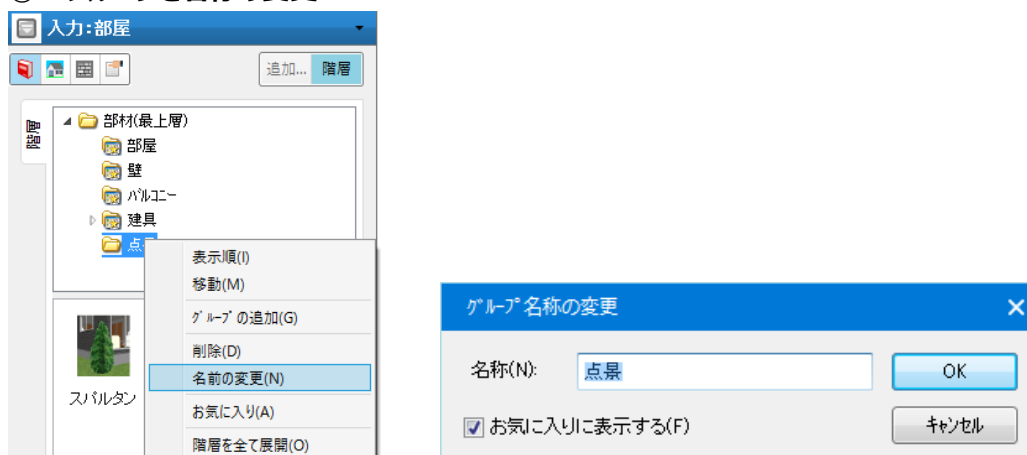 入力:部屋
追加... 階層
階層
部材(最上層)
部屋
壁
ﾊﾞﾙｺﾆｰ
建具
点景
スパルタン
表示順(I)
移動(M)
ｸﾞﾙｰﾌﾟの追加(G)
削除(D)
名前の変更(N)
お気に入り(A)
階層を全て展開(O)
ｸﾞﾙｰﾌﾟ名称の変更
名称(N): 点景 OK
お気に入りに表示する(F) ｷｬﾝｾﾙ